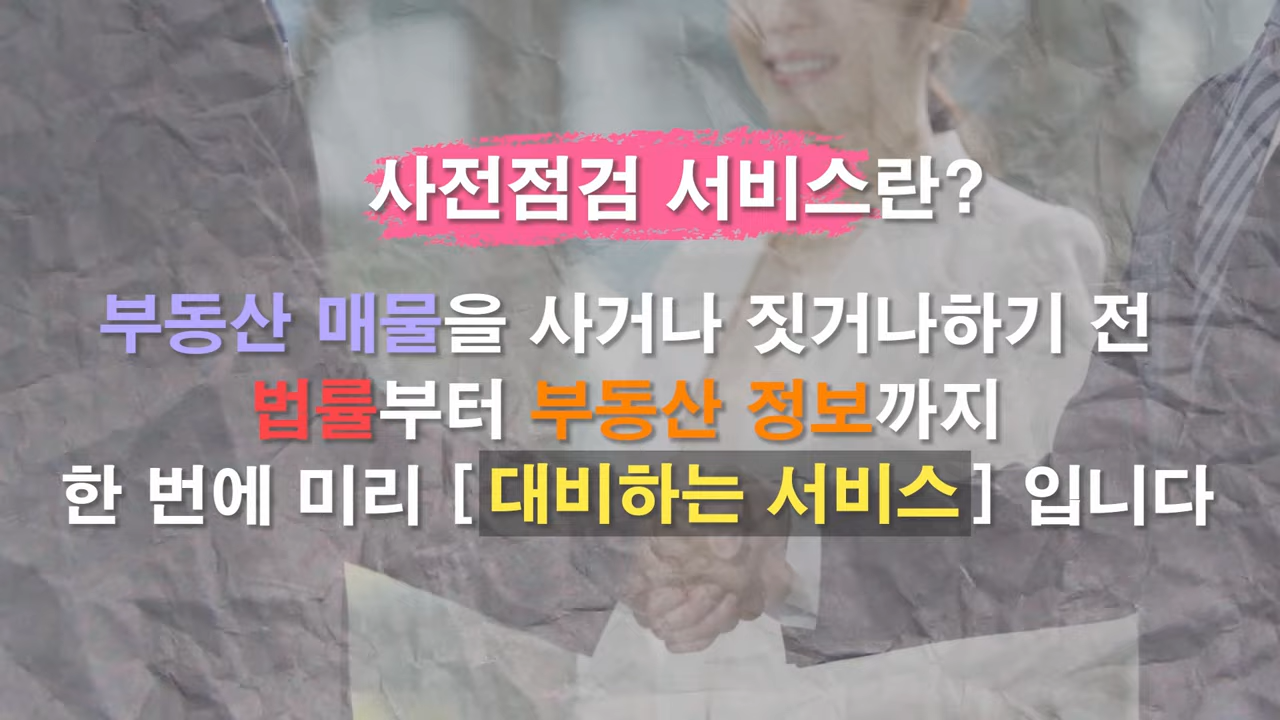 사전점검 서비스란?
부동산 매물을 사거나 짓거나하기 전
법률부터 부동산 정보까지
한 번에 미리 [대비하는 서비스] 입니다